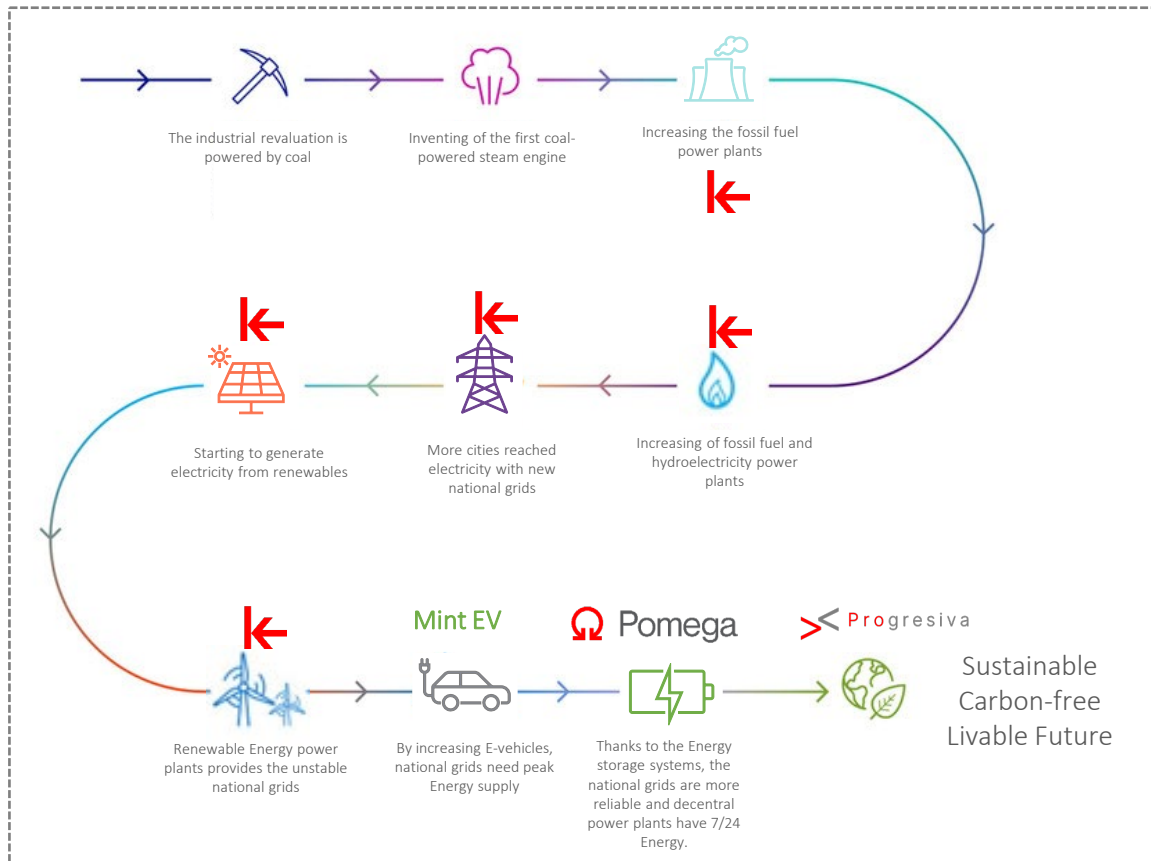 The industrial revaluation is
powered by coal
Inventing of the first coal-
powered steam engine
Increasing the fossil fuel
power plants
Starting to generate
electricity from renewables
More cities reached
electricity with new
national grids
Increasing of fossil fuel and
hydroelectricity power
plants
Mint EV
Pomega
Progresiva
Renewable Energy power
plants provides the unstable
national grids
By increasing E-vehicles,
national grids need peak
Energy supply
Thanks to the Energy
storage systems, the
national grids are more
reliable and decentral
power plants have 7/24
Energy.
Sustainable
Carbon-free
Livable Future